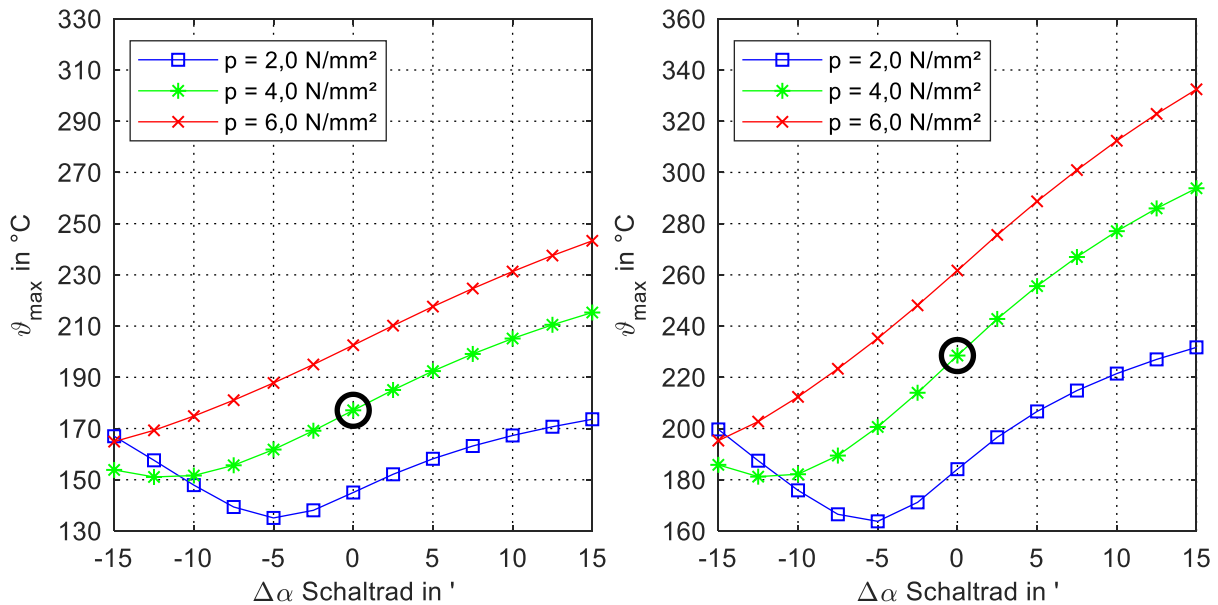 330
310
290
270
250
230
210
190
170
150
130
ϑmax in °C
p = 2,0 N/mm²
p = 4,0 N/mm²
p = 6,0 N/mm²
-15 -10 -5 0 5 10 15
Δα Schaltrad in '
360
340
320
300
280
260
240
220
200
180
160
ϑmax in °C
p = 2,0 N/mm²
p = 4,0 N/mm²
p = 6,0 N/mm²
-15 -10 -5 0 5 10 15
Δα Schaltrad in '